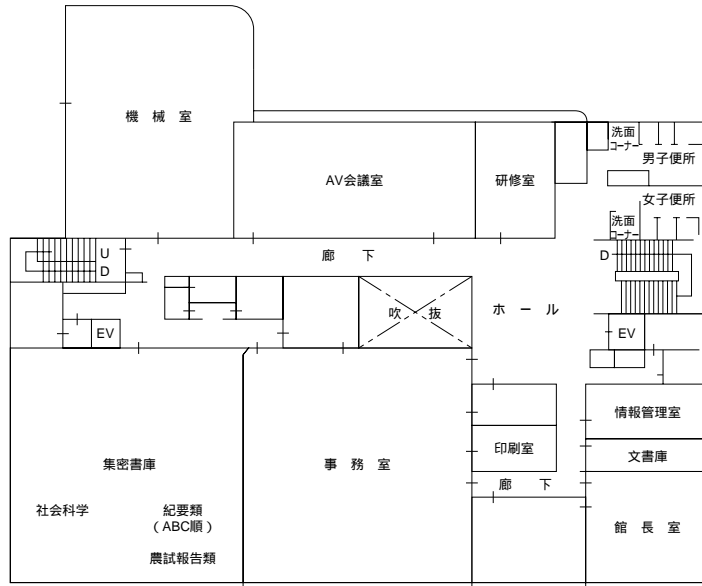 機械室
洗面
コーナー
男子便所
AV会議室
研修室
女子便所
洗面
コーナー
U
D
廊下
D
吹抜
ホール
EV
EV
情報管理室
印刷室
文書庫
集密書庫
事務室
廊下
社会科学
紀要類
(ABC順)
館長室
農試報告類